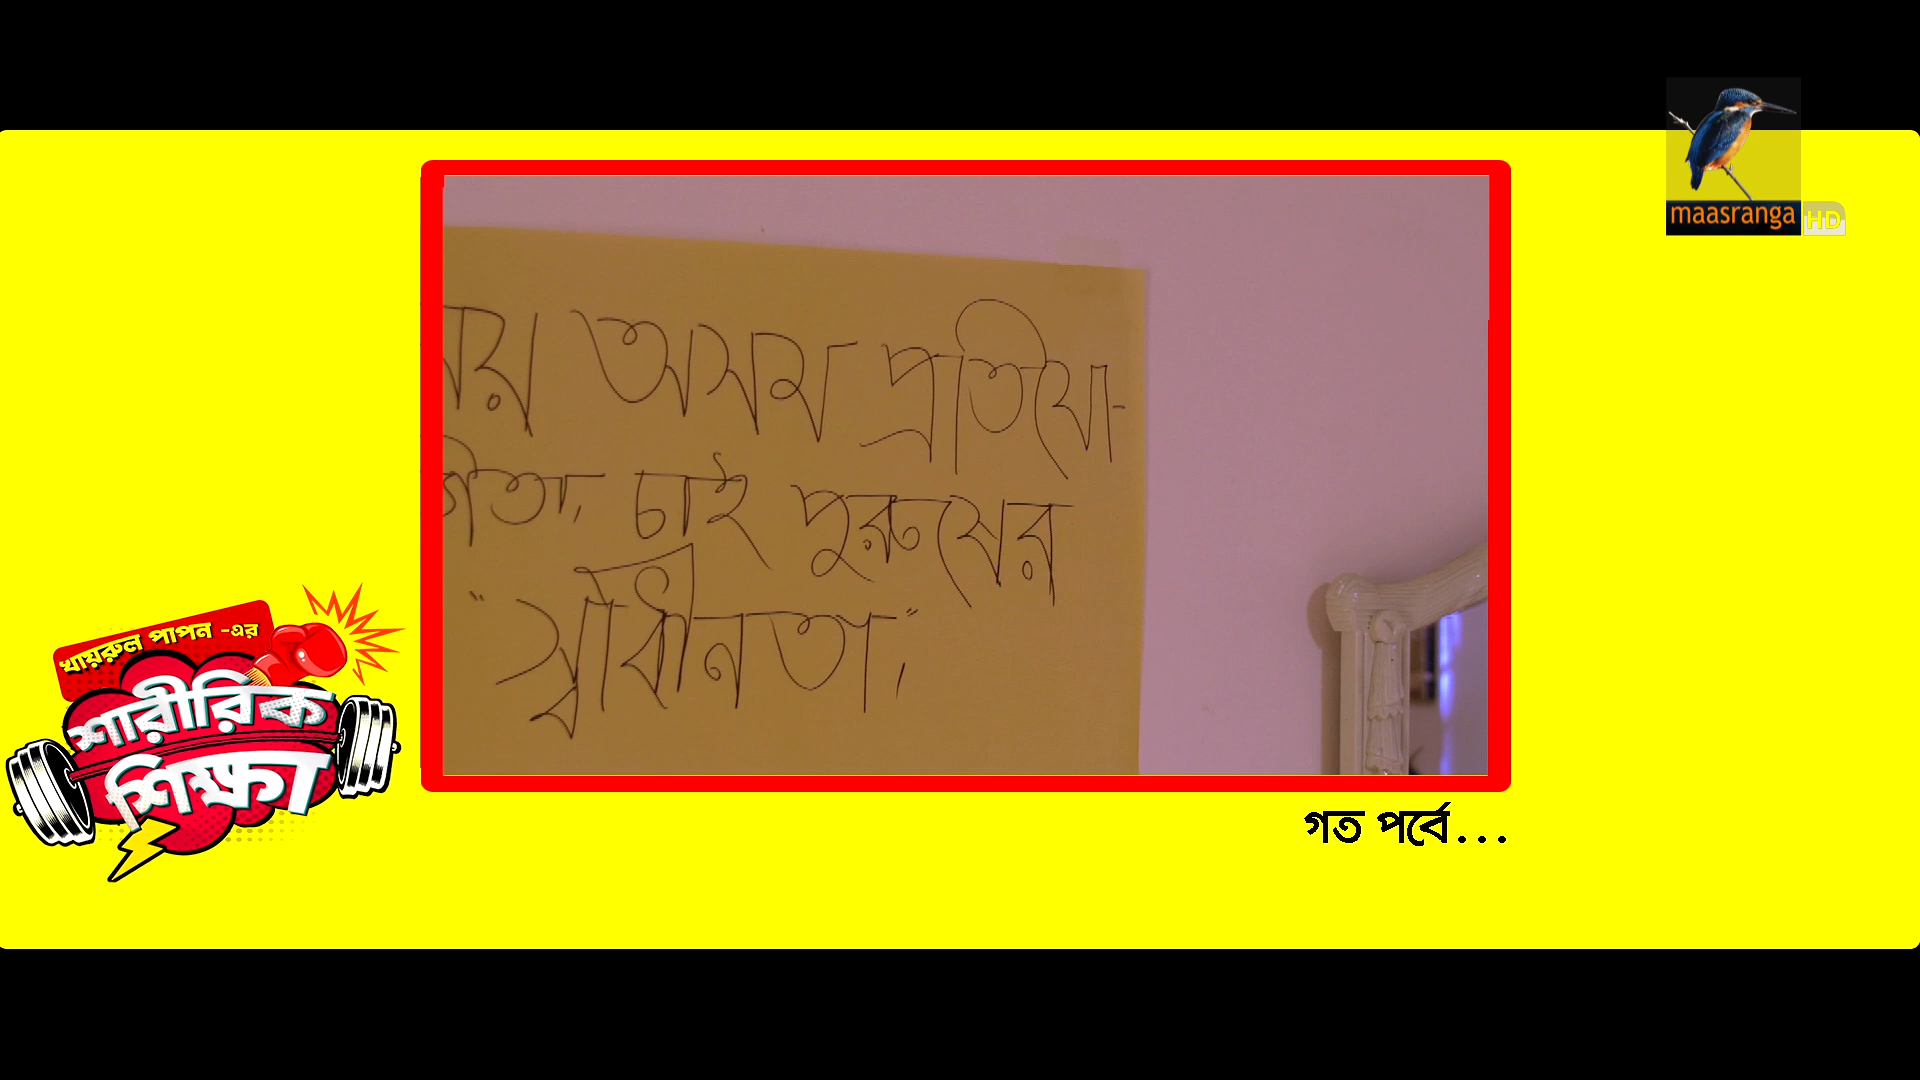 maasranga HD
অসম প্রতিযো-
গিতা, চাই পুরুষের
"স্বাধীনতা,"
খায়রুল পাপন -এর
শারীরিক
শিক্ষা
গত পর্বে...